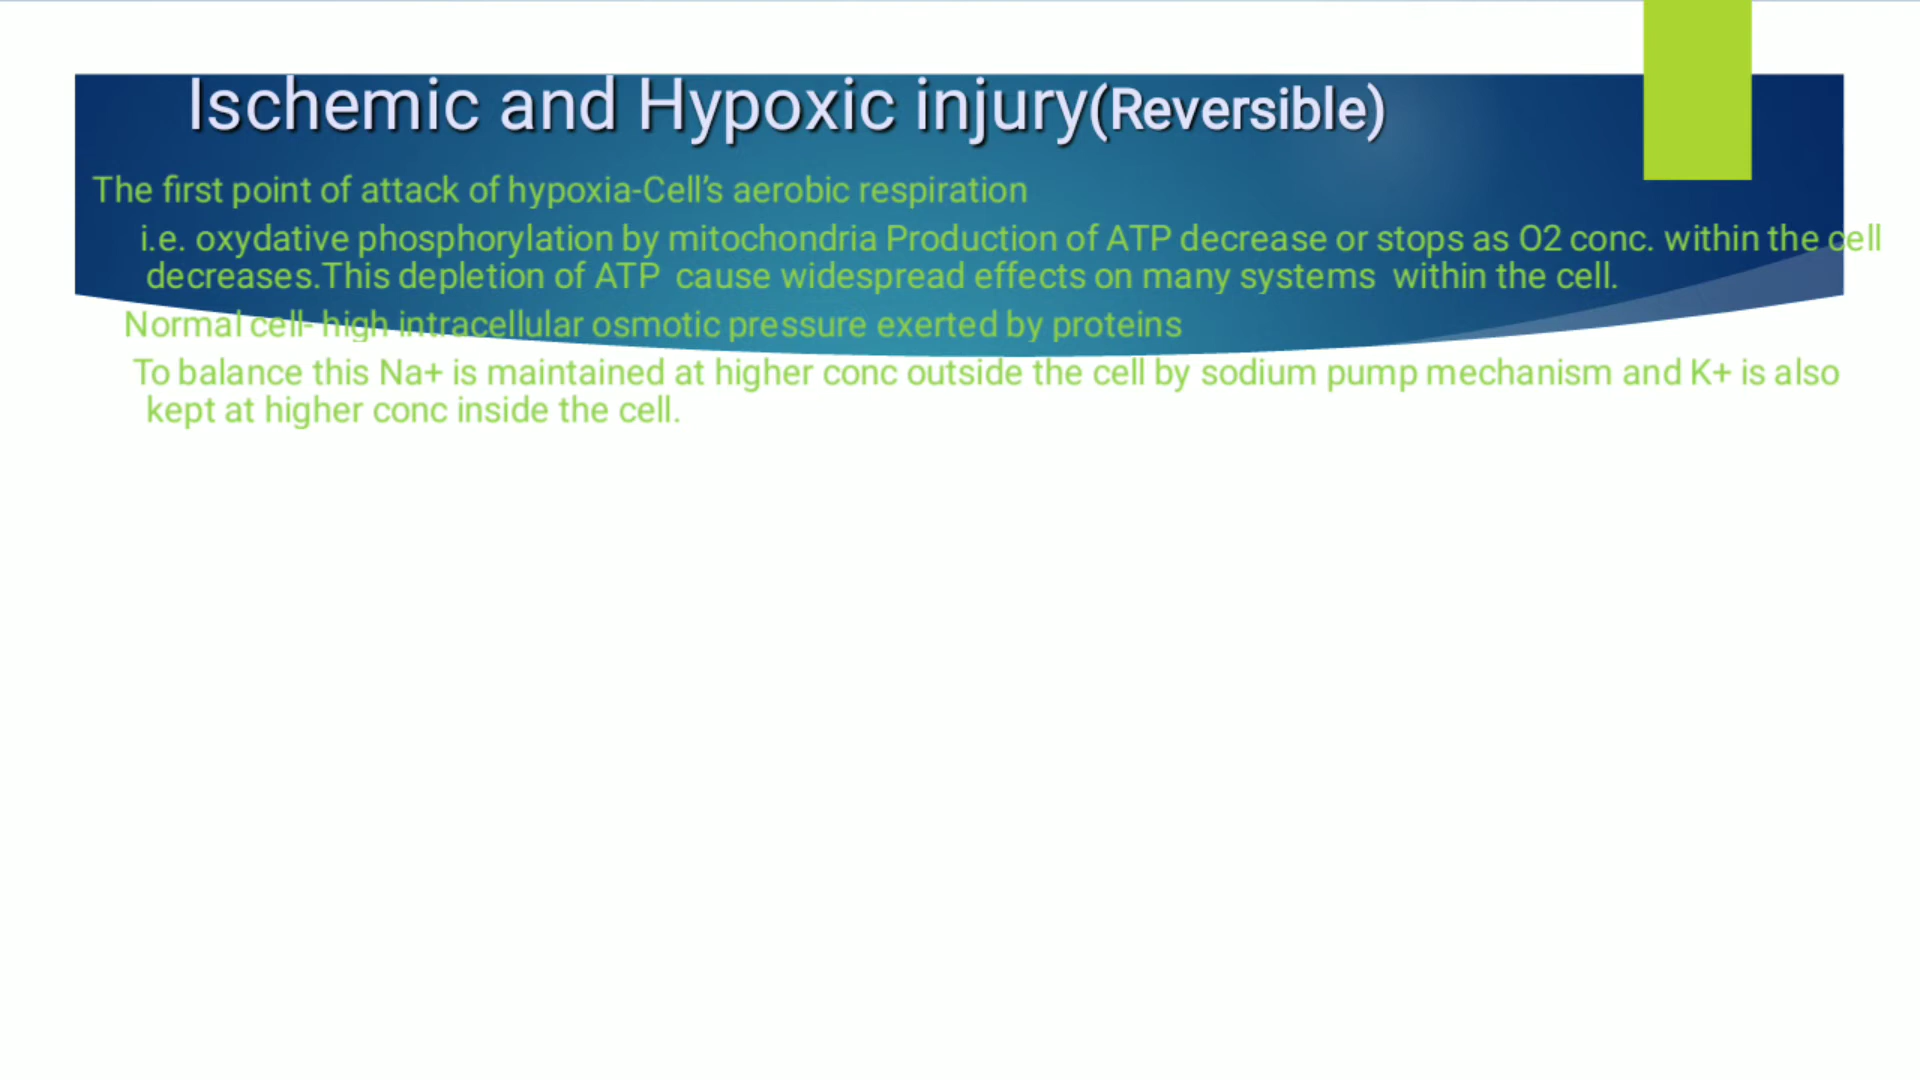 Ischemic and Hypoxic injury(Reversible)
The first point of attack of hypoxia-Cell’s aerobic respiration
i.e. oxydative phosphorylation by mitochondria Production of ATP decrease or stops as O2 conc. within the cell
decreases.This depletion of ATP cause widespread effects on many systems within the cell.
Normal cell- high intracellular osmotic pressure exerted by proteins
To balance this Na+ is maintained at higher conc outside the cell by sodium pump mechanism and K+ is also
kept at higher conc inside the cell.